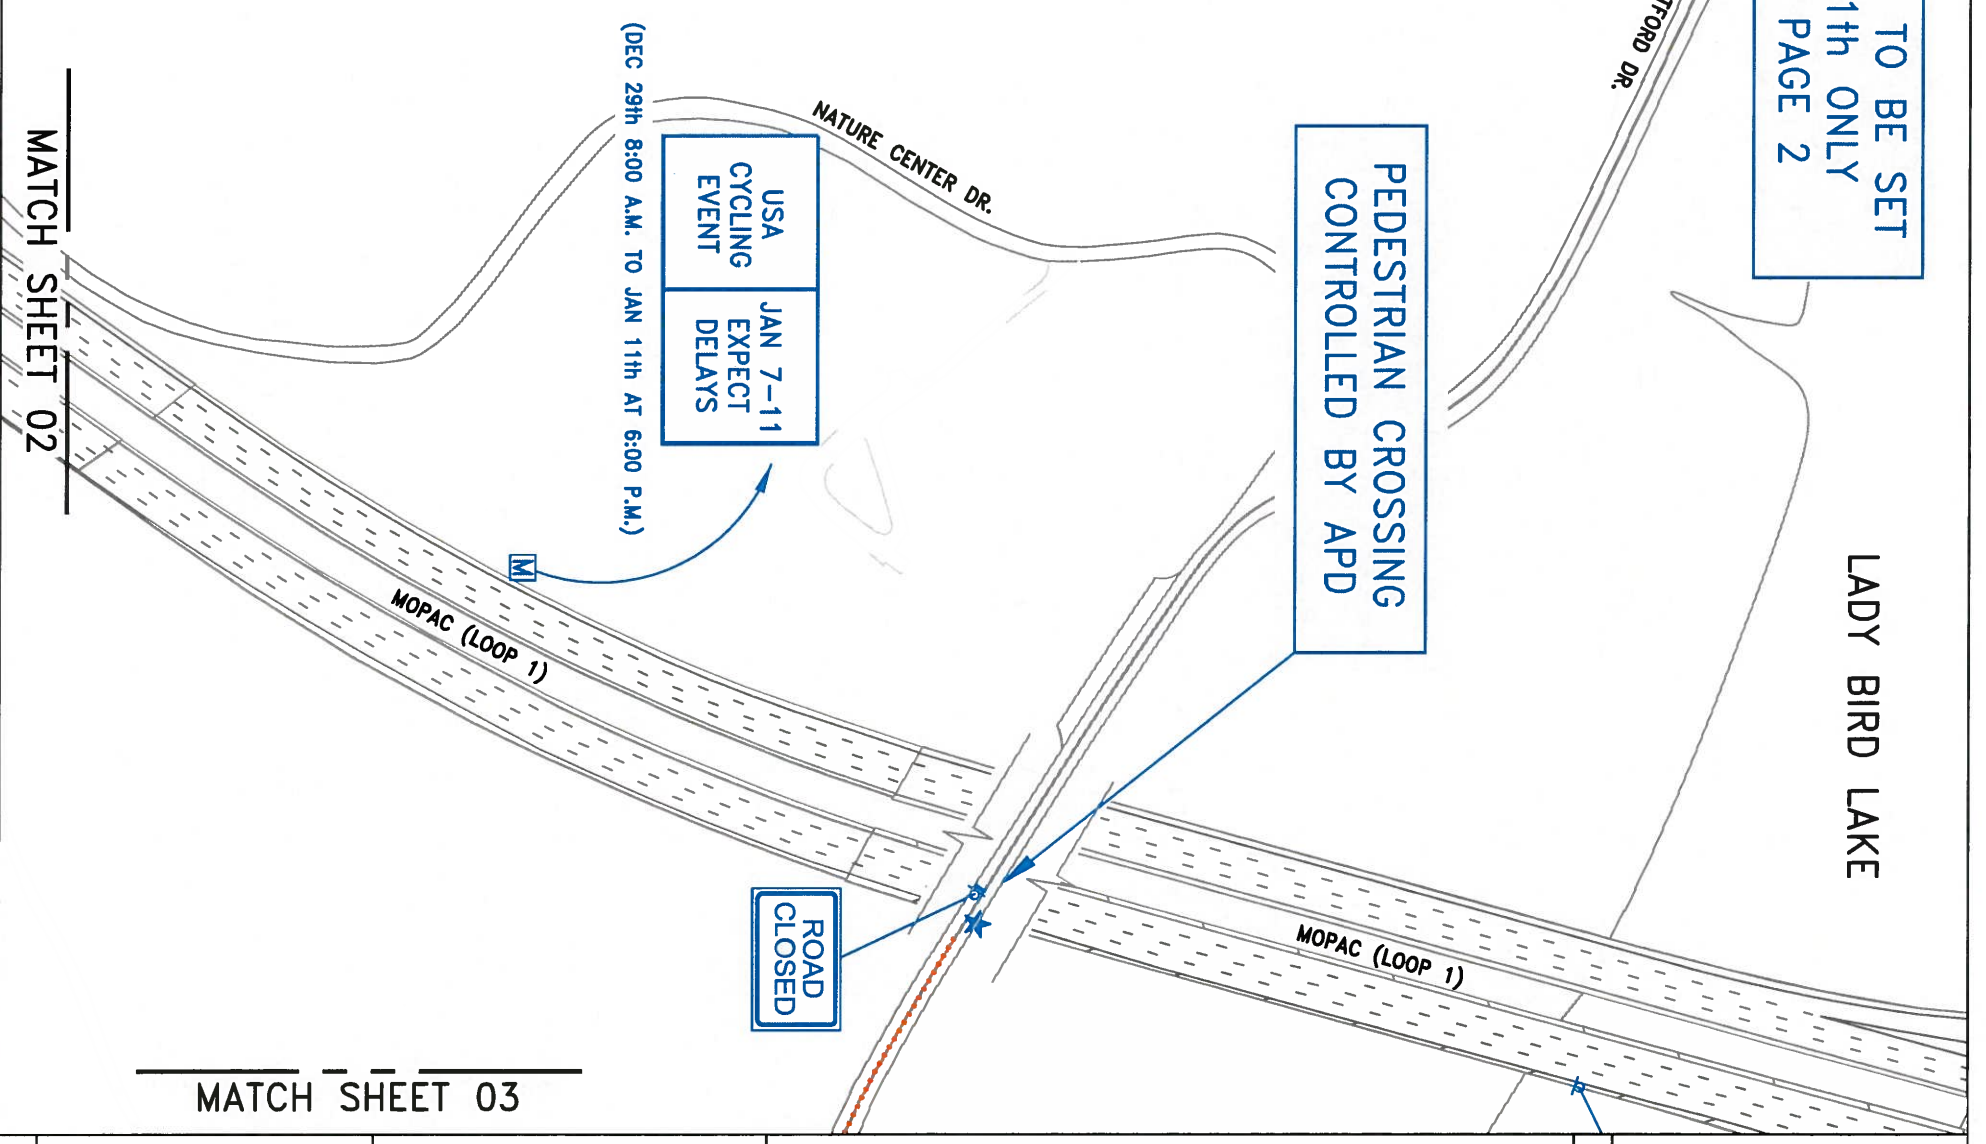 TO BE SET
1th ONLY
PAGE 2
TFORD DR.
LADY BIRD LAKE
PEDESTRIAN CROSSING
CONTROLLED BY APD
NATURE CENTER DR.
USA
CYCLING
EVENT
JAN 7-11
EXPECT
DELAYS
(DEC 29th 8:00 A.M. TO JAN 11th AT 6:00 P.M.)
M
MOPAC (LOOP 1)
MOPAC (LOOP 1)
ROAD
CLOSED
MATCH SHEET 02
MATCH SHEET 03